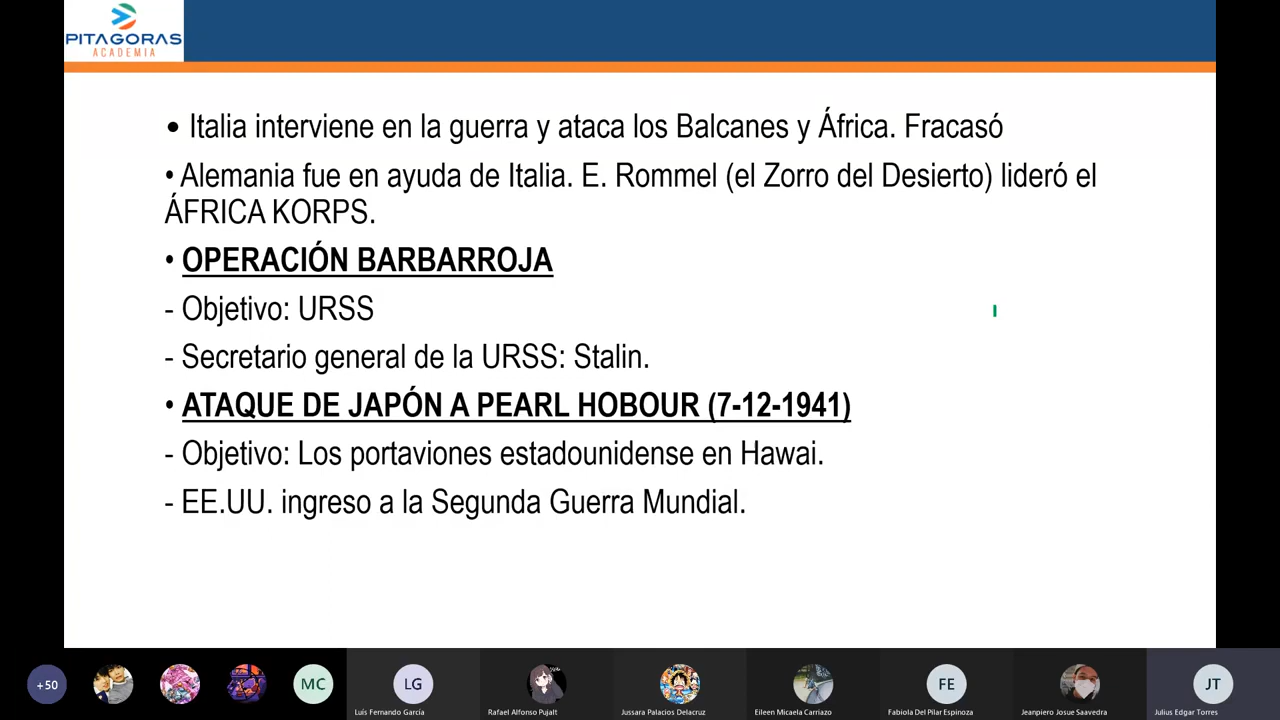 PITAGORAS
ACADEMIA
• Italia interviene en la guerra y ataca los Balcanes y África. Fracasó
• Alemania fue en ayuda de Italia. E. Rommel (el Zorro del Desierto) lideró el
ÁFRICA KORPS.
• OPERACIÓN BARBARROJA
- Objetivo: URSS
- Secretario general de la URSS: Stalin.
• ATAQUE DE JAPÓN A PEARL HOBOUR (7-12-1941)
- Objetivo: Los portaviones estadounidense en Hawai.
- EE.UU. ingreso a la Segunda Guerra Mundial.
+50
MC
LG
FE
JT
Luis Fernando García
Rafael Alfonso Pujalt
Jussara Palacios Delacruz
Eileen Micaela Carriazo
Fabiola Del Pilar Espinoza
Jeanpiero Josue Saavedra
Julius Edgar Torres